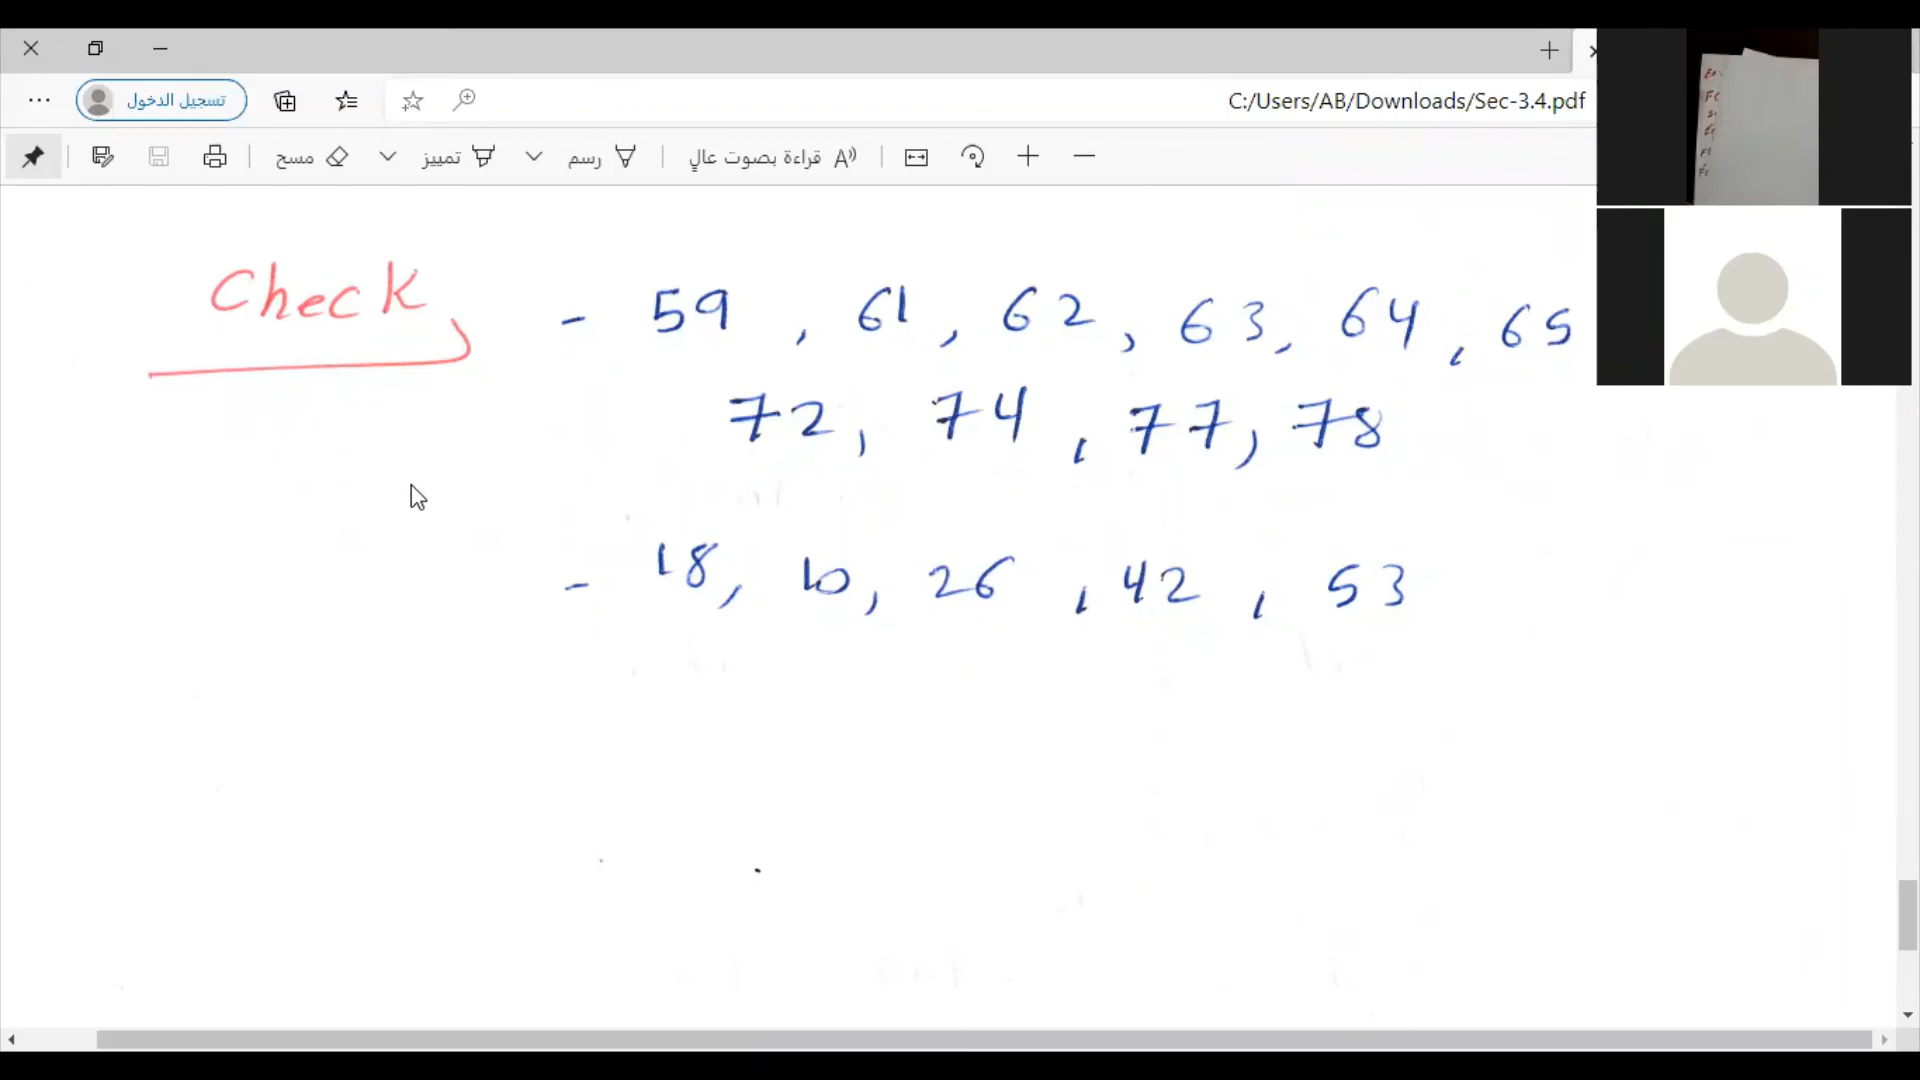 تسجيل الدخول
C:/Users/AB/Downloads/Sec-3.4.pdf
مسح
تمييز
رسم
قراءة بصوت عالٍ
Check
- 59 , 61 , 62 , 63 , 64 , 65
72 , 74 , 77 , 78
- 18 , 10 , 26 , 42 , 53